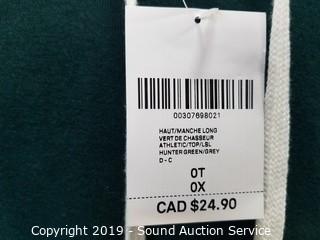 00307698021
HAUT/MANCHE LONG
VERT DE CHASSEUR
ATHLETIC/TOP/LSL
HUNTER GREEN/GREY
D - C
0T
0X
CAD $24.90
Copyright 2019 - Sound Auction Service